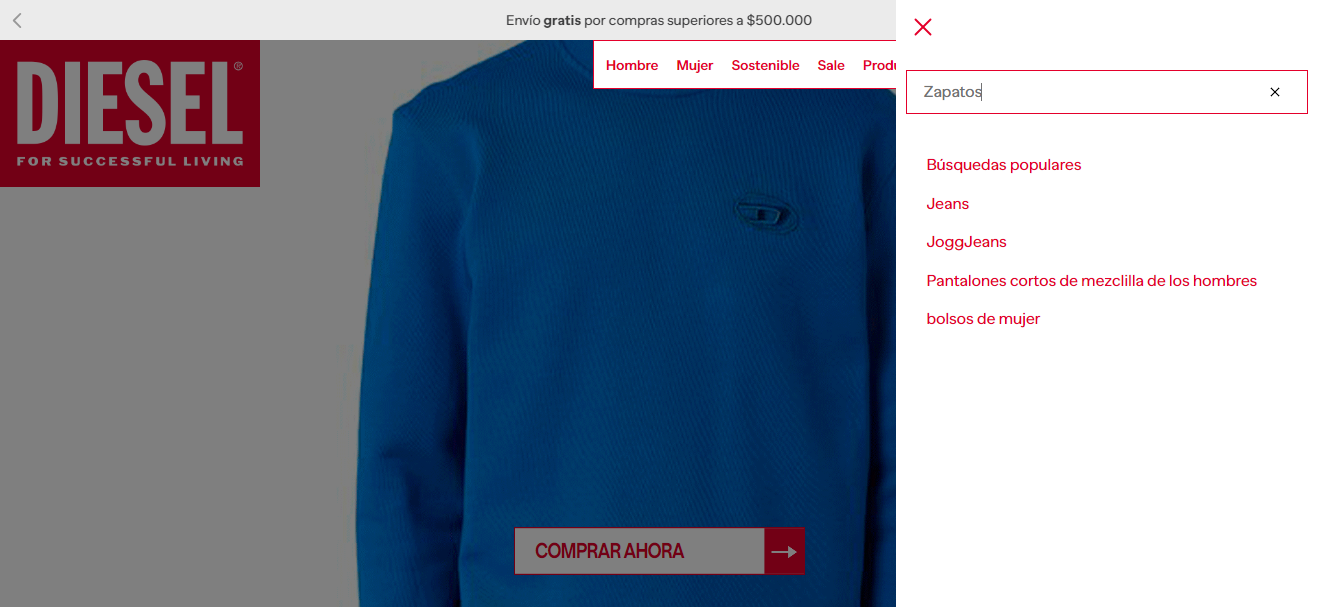 Envío gratis por compras superiores a $500.000
DIESEL®
FOR SUCCESSFUL LIVING
Hombre Mujer Sostenible Sale
COMPRAR AHORA
Zapatos
Búsquedas populares
Jeans
JoggJeans
Pantalones cortos de mezclilla de los hombres
bolsos de mujer